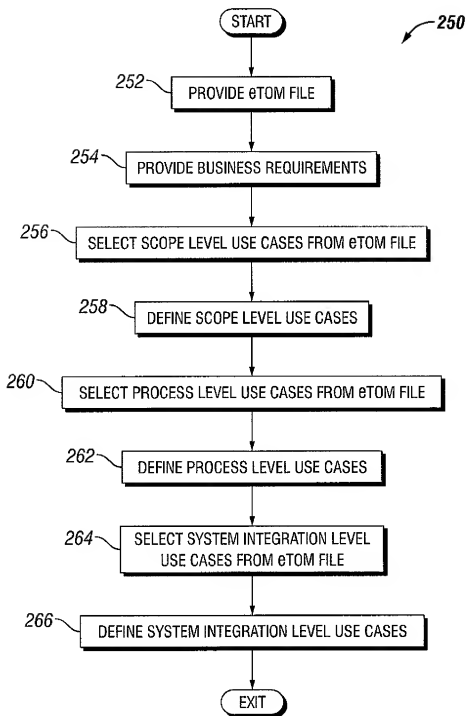 START
250
252
PROVIDE eTOM FILE
254
PROVIDE BUSINESS REQUIREMENTS
256
SELECT SCOPE LEVEL USE CASES FROM eTOM FILE
258
DEFINE SCOPE LEVEL USE CASES
260
SELECT PROCESS LEVEL USE CASES FROM eTOM FILE
262
DEFINE PROCESS LEVEL USE CASES
264
SELECT SYSTEM INTEGRATION LEVEL
USE CASES FROM eTOM FILE
266
DEFINE SYSTEM INTEGRATION LEVEL USE CASES
EXIT